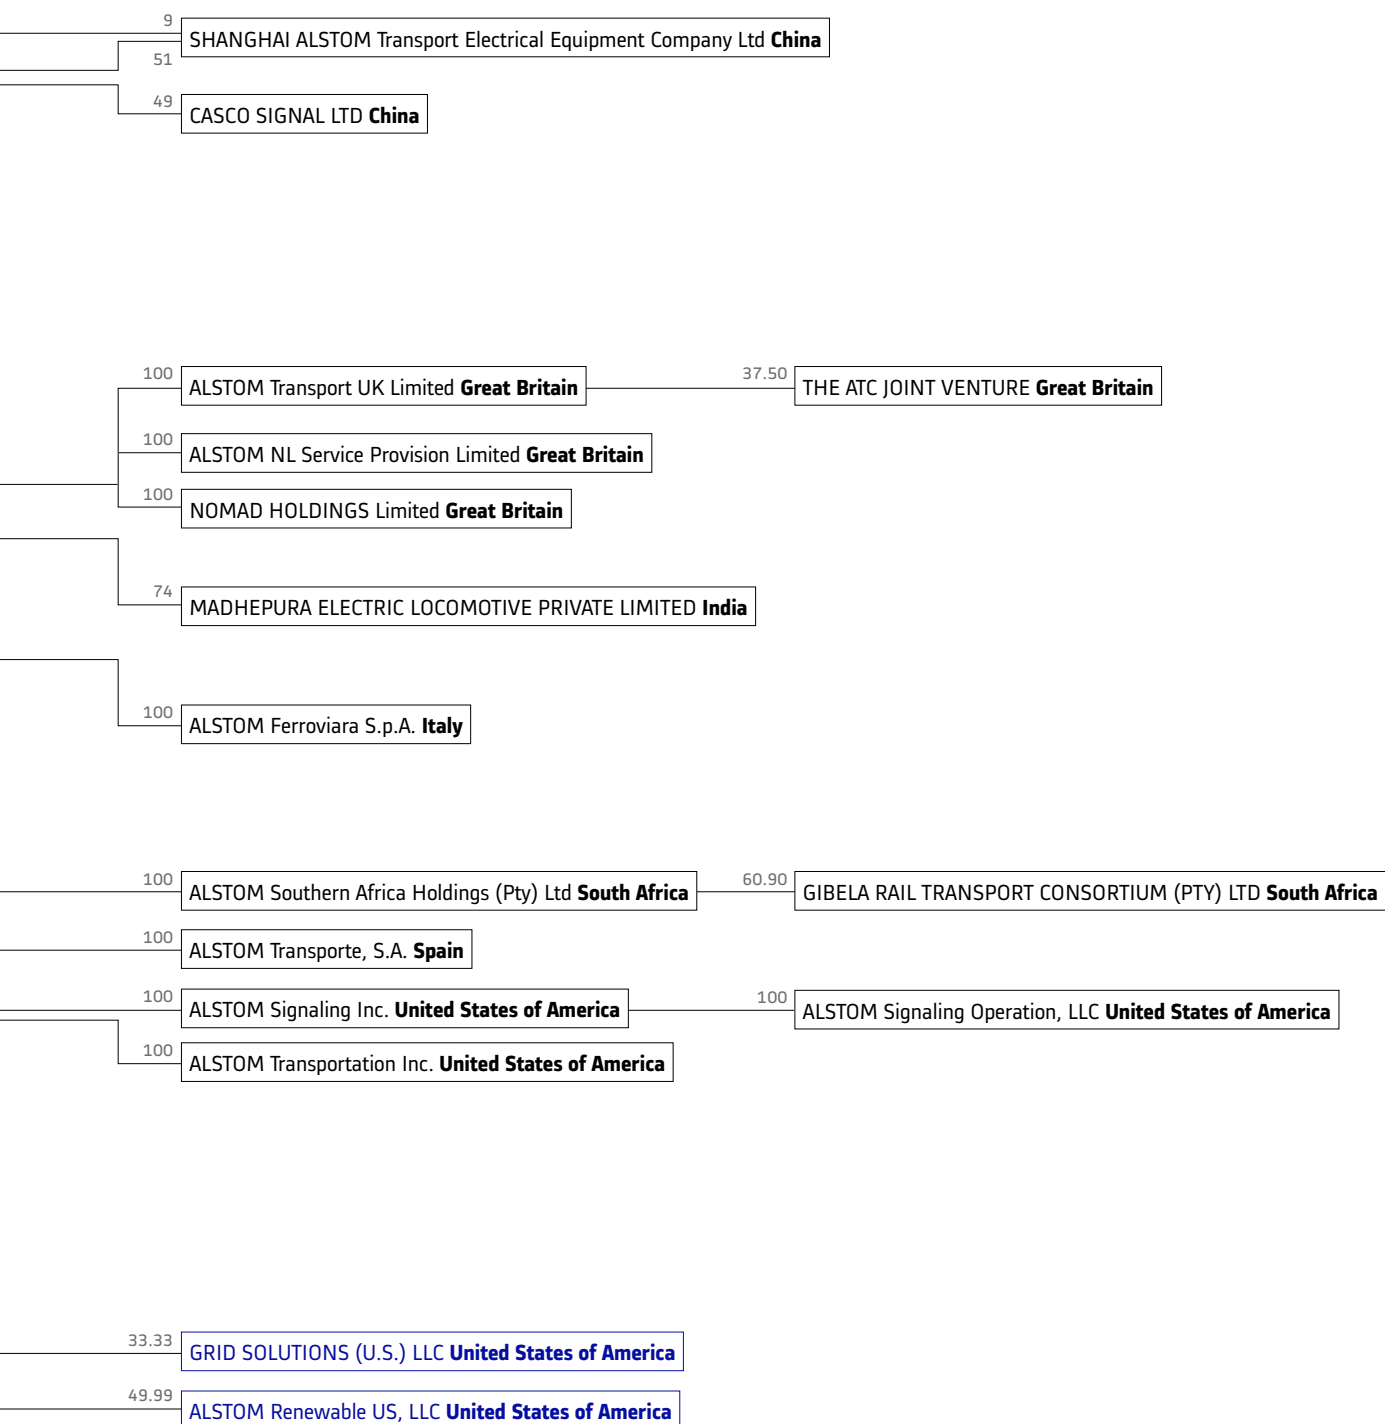 9
SHANGHAI ALSTOM Transport Electrical Equipment Company Ltd China
51
49
CASCO SIGNAL LTD China
100
ALSTOM Transport UK Limited Great Britain
37.50
THE ATC JOINT VENTURE Great Britain
100
ALSTOM NL Service Provision Limited Great Britain
100
NOMAD HOLDINGS Limited Great Britain
74
MADHEPURA ELECTRIC LOCOMOTIVE PRIVATE LIMITED India
100
ALSTOM Ferroviara S.p.A. Italy
100
ALSTOM Southern Africa Holdings (Pty) Ltd South Africa
60.90
GIBELA RAIL TRANSPORT CONSORTIUM (PTY) LTD South Africa
100
ALSTOM Transporte, S.A. Spain
100
ALSTOM Signaling Inc. United States of America
100
ALSTOM Signaling Operation, LLC United States of America
100
ALSTOM Transportation Inc. United States of America
33.33
GRID SOLUTIONS (U.S.) LLC United States of America
49.99
ALSTOM Renewable US, LLC United States of America